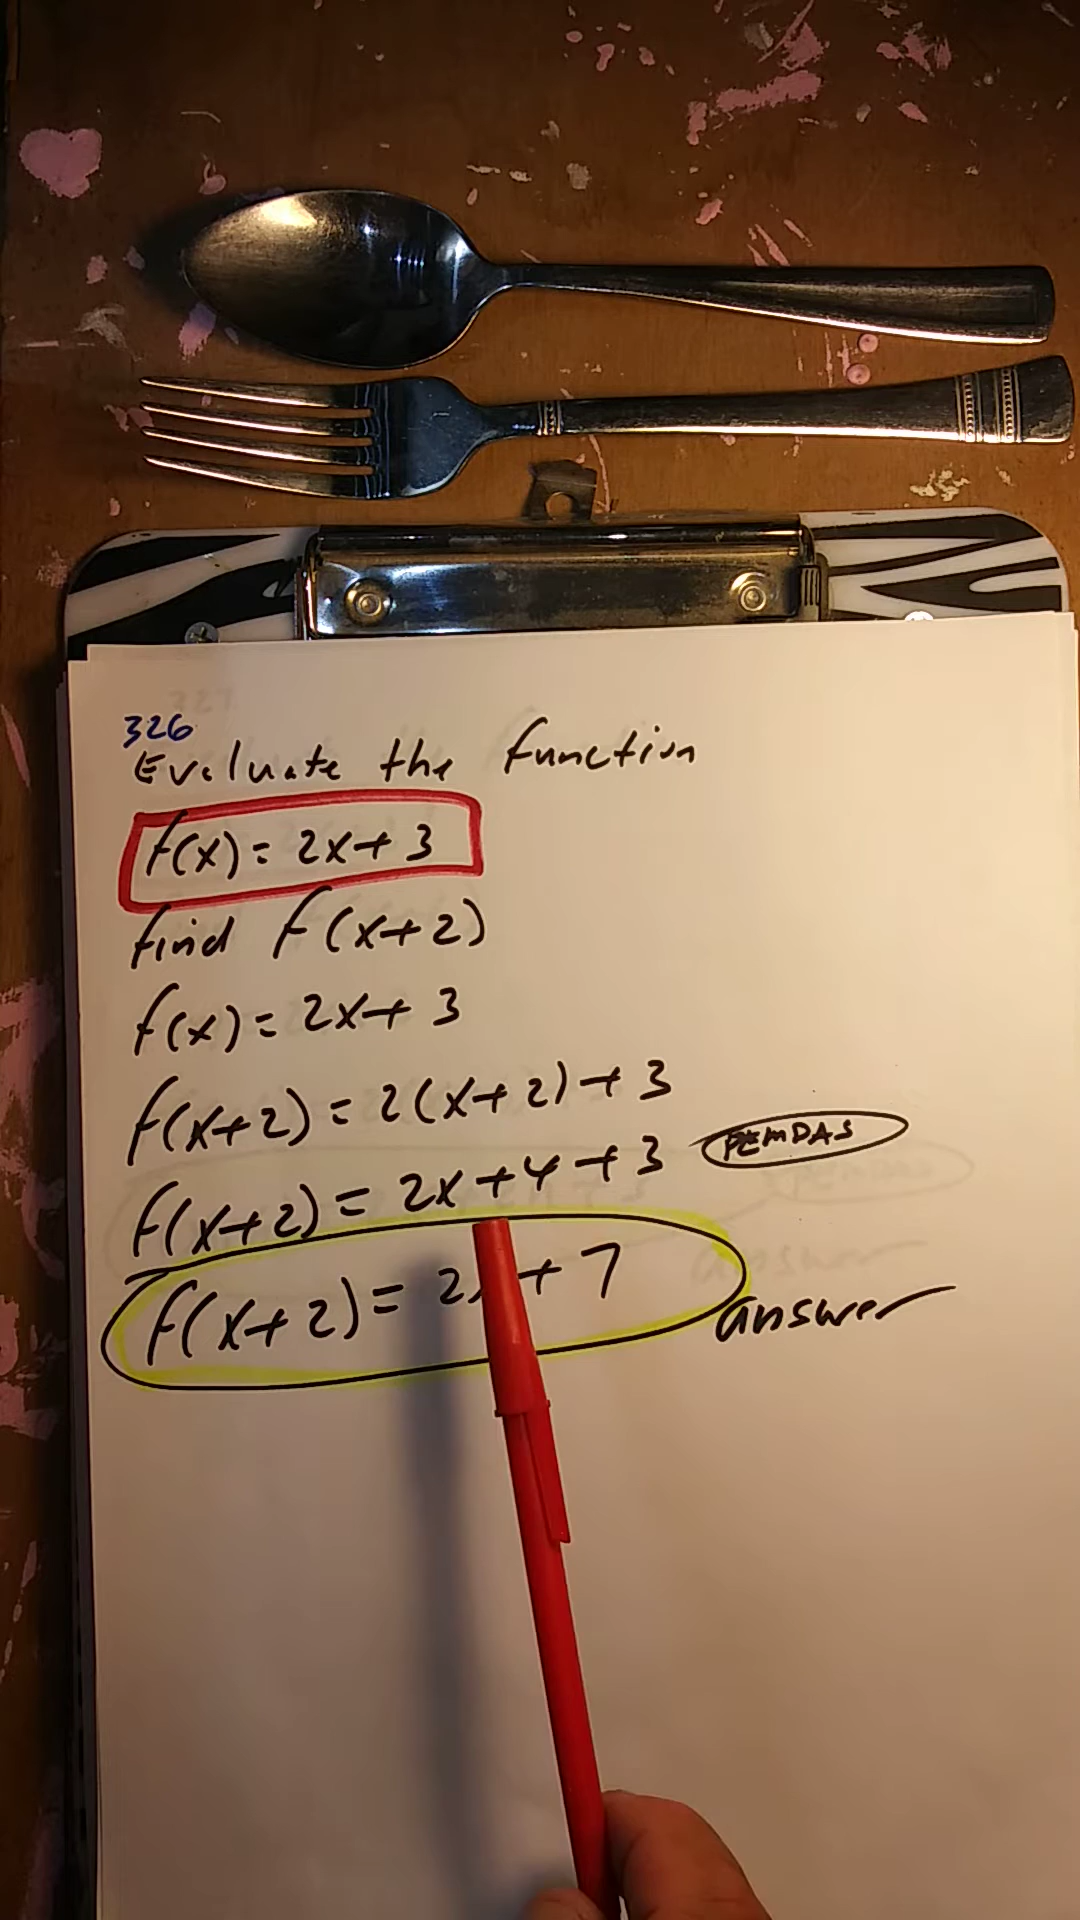 326
Evaluate the function
f(x) = 2x + 3
find f(x+2)
f(x) = 2x + 3
f(x+2) = 2(x+2) + 3
f(x+2) = 2x + 4 + 3 PEMDAS
f(x+2) = 2 + 7 answer